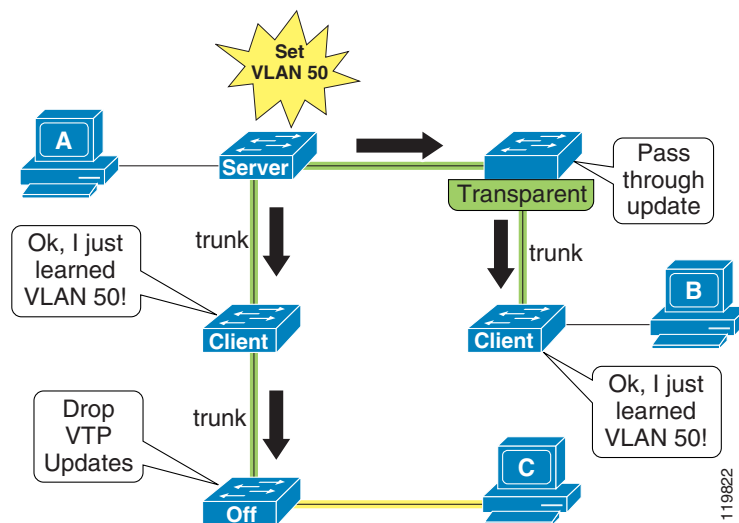 Set
VLAN 50
A
Server
Transparent
Pass
through
update
Ok, I just
learned
VLAN 50!
trunk
trunk
Client
Client
B
Ok, I just
learned
VLAN 50!
Drop
VTP
Updates
trunk
Off
C
119822